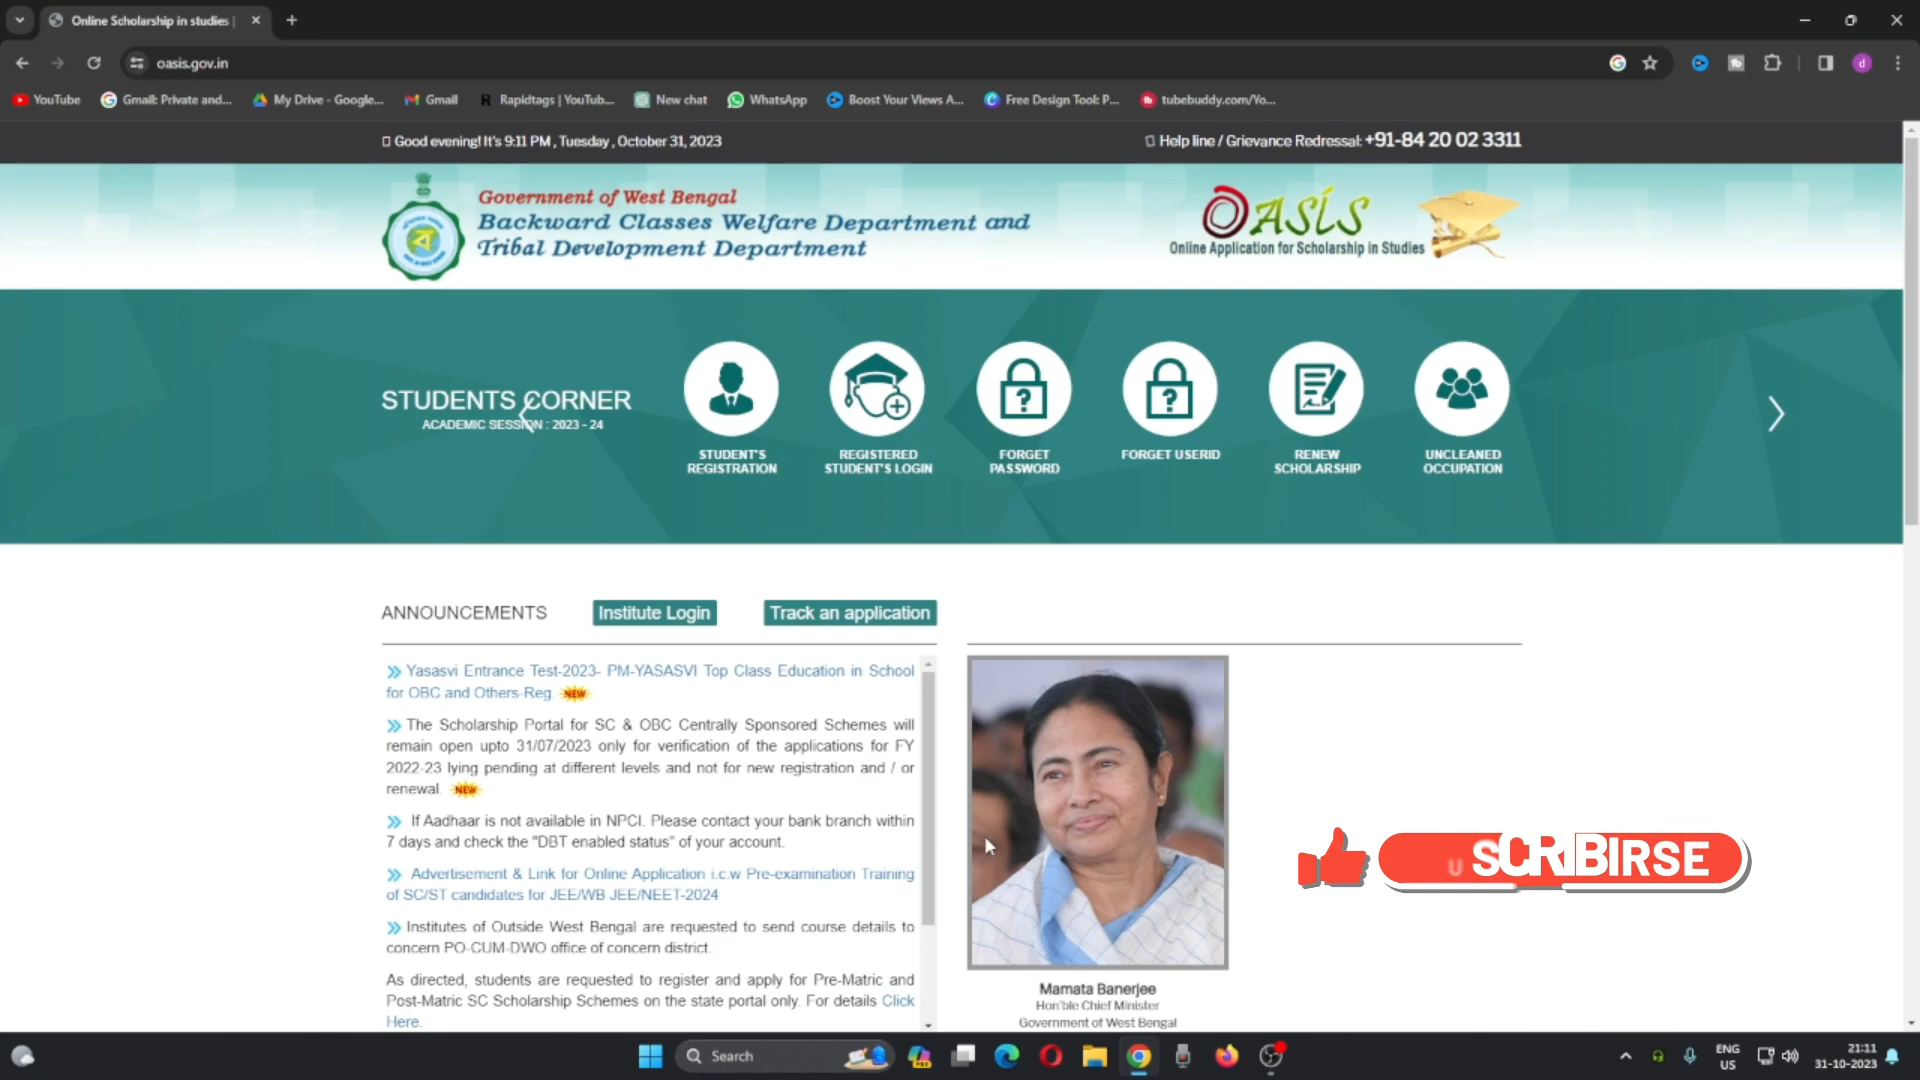 Online Scholarship in studies |
oasis.gov.in
YouTube
Gmail: Private and...
My Drive - Google...
Gmail
Rapidtags | YouTub...
New chat
WhatsApp
Boost Your Views A...
Free Design Tool: P...
tubebuddy.com/Yo...
Good evening! It's 9:11 PM , Tuesday , October 31, 2023
Help line / Grievance Redressal: +91-84 20 02 3311
Government of West Bengal
Backward Classes Welfare Department and
Tribal Development Department
OASIS
Online Application for Scholarship in Studies
STUDENTS CORNER
ACADEMIC SESSION : 2023 - 24
STUDENT'S
REGISTRATION
REGISTERED
STUDENT'S LOGIN
FORGET
PASSWORD
FORGET USERID
RENEW
SCHOLARSHIP
UNCLEANED
OCCUPATION
ANNOUNCEMENTS
Institute Login
Track an application
Yasasvi Entrance Test-2023- PM-YASASVI Top Class Education in School
for OBC and Others-Reg. NEW
The Scholarship Portal for SC & OBC Centrally Sponsored Schemes will
remain open upto 31/07/2023 only for verification of the applications for FY
2022-23 lying pending at different levels and not for new registration and / or
renewal. NEW
If Aadhaar is not available in NPCI. Please contact your bank branch within
7 days and check the "DBT enabled status" of your account.
Advertisement & Link for Online Application i.c.w Pre-examination Training
of SC/ST candidates for JEE/WB JEE/NEET-2024
Institutes of Outside West Bengal are requested to send course details to
concern PO-CUM-DWO office of concern district.
As directed, students are requested to register and apply for Pre-Matric and
Post-Matric SC Scholarship Schemes on the state portal only. For details Click
Here.
Mamata Banerjee
Hon'ble Chief Minister
Government of West Bengal
Search
ENG
US
21:11
31-10-2023